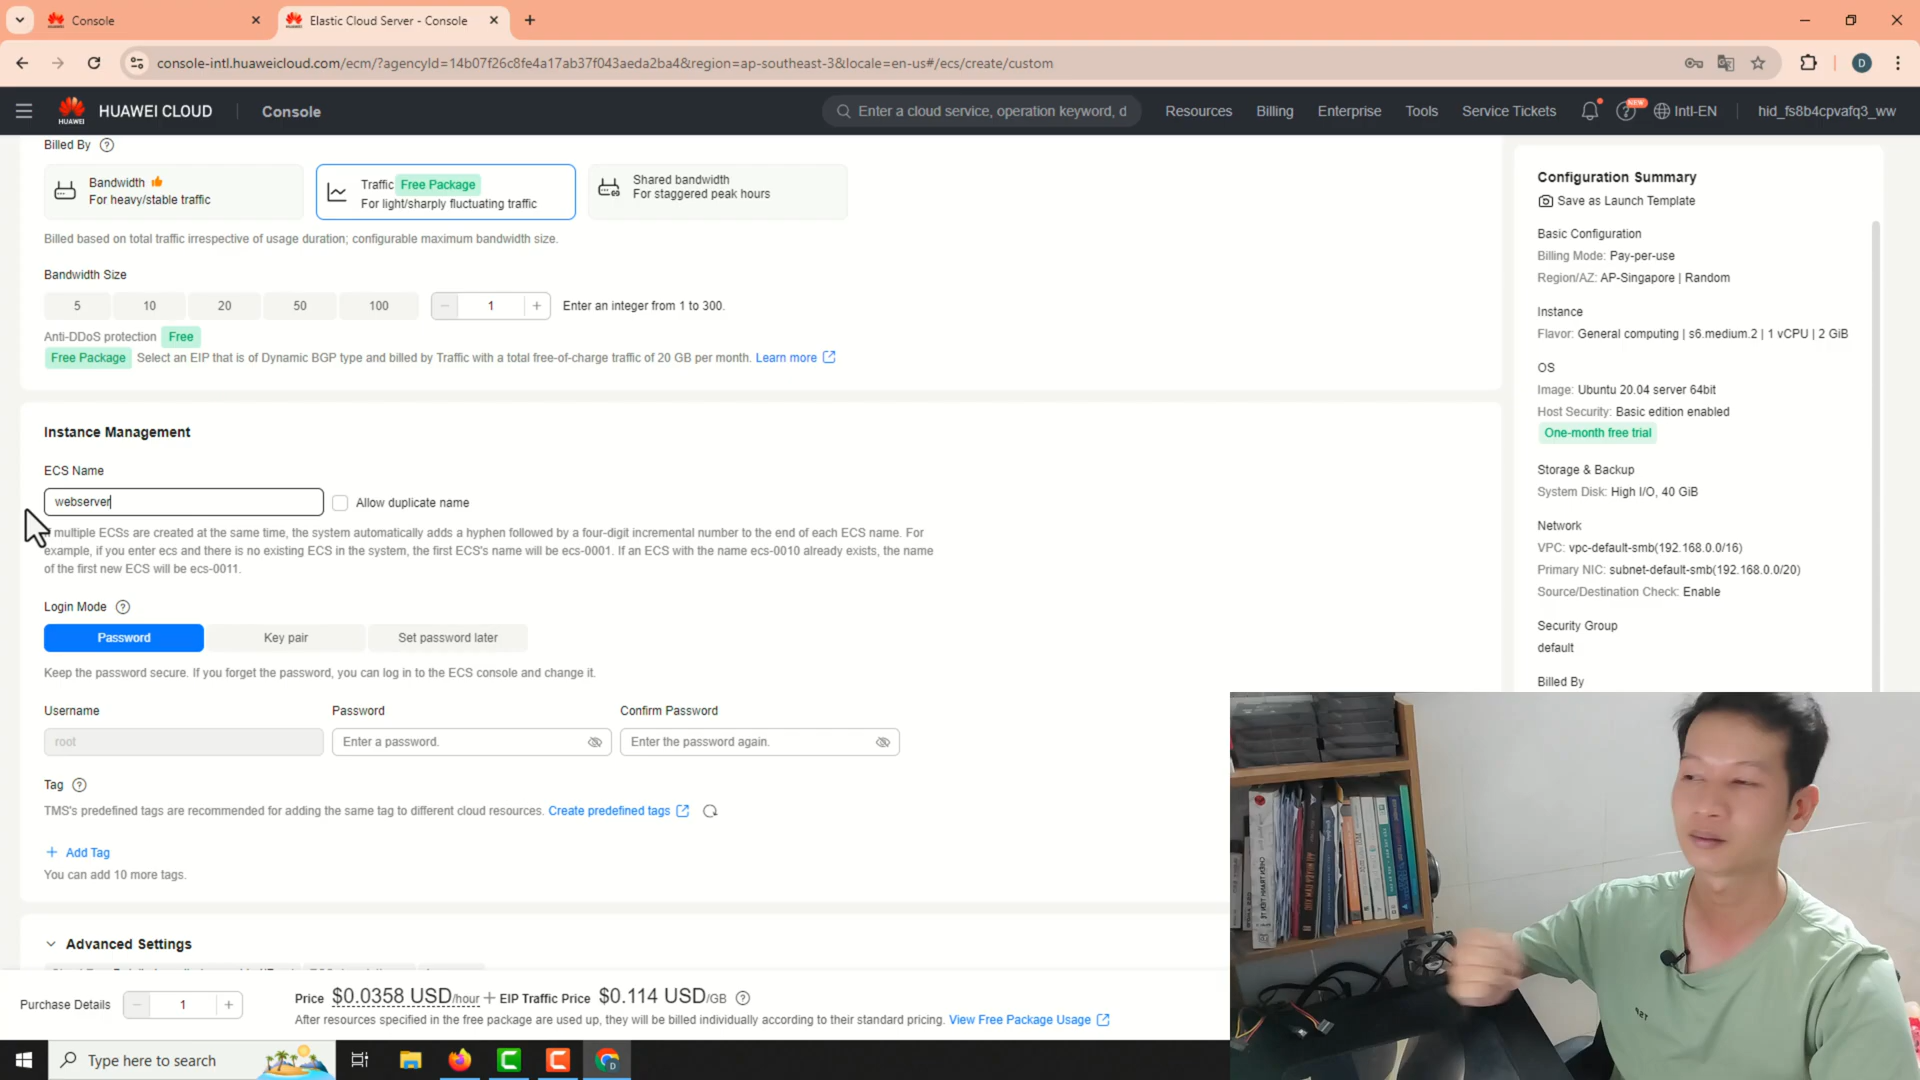 Console
Elastic Cloud Server - Console
console-intl.huaweicloud.com/ecm/?agencyId=14b07f26c8fe4a17ab37f043aeda2ba4&region=ap-southeast-3&locale=en-us#/ecs/create/custom
D
HUAWEI
HUAWEI CLOUD
Console
Enter a cloud service, operation keyword, d
Resources
Billing
Enterprise
Tools
Service Tickets
NEW
Intl-EN
hid_fs8b4cpvafq3_ww
Billed By
Bandwidth
For heavy/stable traffic
Traffic Free Package
For light/sharply fluctuating traffic
Shared bandwidth
For staggered peak hours
Billed based on total traffic irrespective of usage duration; configurable maximum bandwidth size.
Bandwidth Size
5 10 20 50 100 − 1 + Enter an integer from 1 to 300.
Anti-DDoS protection Free
Free Package Select an EIP that is of Dynamic BGP type and billed by Traffic with a total free-of-charge traffic of 20 GB per month. Learn more
Instance Management
ECS Name
webserver
Allow duplicate name
multiple ECSs are created at the same time, the system automatically adds a hyphen followed by a four-digit incremental number to the end of each ECS name. For
example, if you enter ecs and there is no existing ECS in the system, the first ECS's name will be ecs-0001. If an ECS with the name ecs-0010 already exists, the name
of the first new ECS will be ecs-0011.
Login Mode
Password Key pair Set password later
Keep the password secure. If you forget the password, you can log in to the ECS console and change it.
Username Password Confirm Password
root Enter a password. Enter the password again.
Tag
TMS's predefined tags are recommended for adding the same tag to different cloud resources. Create predefined tags
+ Add Tag
You can add 10 more tags.
Advanced Settings
Purchase Details − 1 +
Price $0.0358 USD/hour + EIP Traffic Price $0.114 USD/GB
After resources specified in the free package are used up, they will be billed individually according to their standard pricing. View Free Package Usage
Configuration Summary
Save as Launch Template
Basic Configuration
Billing Mode: Pay-per-use
Region/AZ: AP-Singapore | Random
Instance
Flavor: General computing | s6.medium.2 | 1 vCPU | 2 GiB
OS
Image: Ubuntu 20.04 server 64bit
Host Security: Basic edition enabled
One-month free trial
Storage & Backup
System Disk: High I/O, 40 GiB
Network
VPC: vpc-default-smb(192.168.0.0/16)
Primary NIC: subnet-default-smb(192.168.0.0/20)
Source/Destination Check: Enable
Security Group
default
Billed By
Type here to search